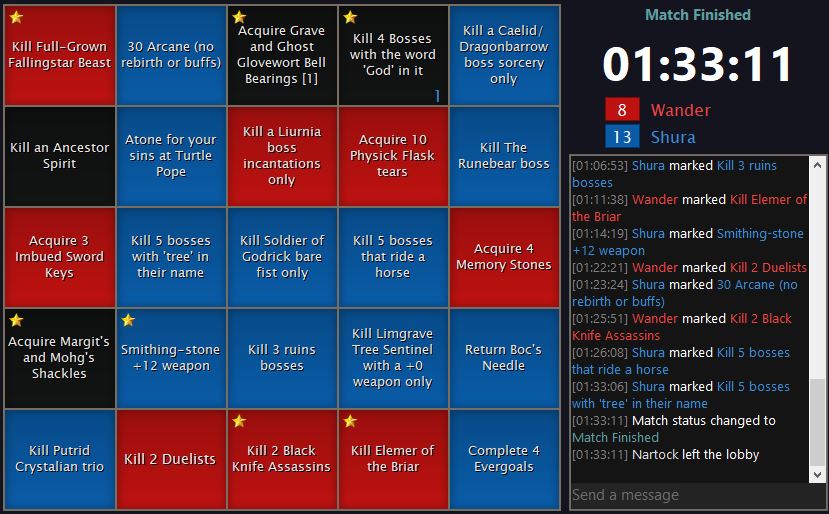 Kill Full-Grown
Fallingstar Beast
30 Arcane (no
rebirth or buffs)
Acquire Grave
and Ghost
Glovewort Bell
Bearings [1]
Kill 4 Bosses
with the word
'God' in it
1
Kill a Caelid/
Dragonbarrow
boss sorcery
only
Kill an Ancestor
Spirit
Atone for your
sins at Turtle
Pope
Kill a Liurnia
boss
incantations
only
Acquire 10
Physick Flask
tears
Kill The
Runebear boss
Acquire 3
Imbued Sword
Keys
Kill 5 bosses
with 'tree' in
their name
Kill Soldier of
Godrick bare
fist only
Kill 5 bosses
that ride a
horse
Acquire 4
Memory Stones
Acquire Margit's
and Mohg's
Shackles
Smithing-stone
+12 weapon
Kill 3 ruins
bosses
Kill Limgrave
Tree Sentinel
with a +0
weapon only
Return Boc's
Needle
Kill Putrid
Crystalian trio
Kill 2 Duelists
Kill 2 Black
Knife Assassins
Kill Elemer of
the Briar
Complete 4
Evergoals
Match Finished
01:33:11
8 Wander
13 Shura
[01:06:53] Shura marked Kill 3 ruins
bosses
[01:11:38] Wander marked Kill Elemer of
the Briar
[01:14:19] Shura marked Smithing-stone
+12 weapon
[01:22:21] Wander marked Kill 2 Duelists
[01:23:24] Shura marked 30 Arcane (no
rebirth or buffs)
[01:25:51] Wander marked Kill 2 Black
Knife Assassins
[01:26:08] Shura marked Kill 5 bosses
that ride a horse
[01:33:06] Shura marked Kill 5 bosses
with 'tree' in their name
[01:33:11] Match status changed to
Match Finished
[01:33:11] Nartock left the lobby
Send a message